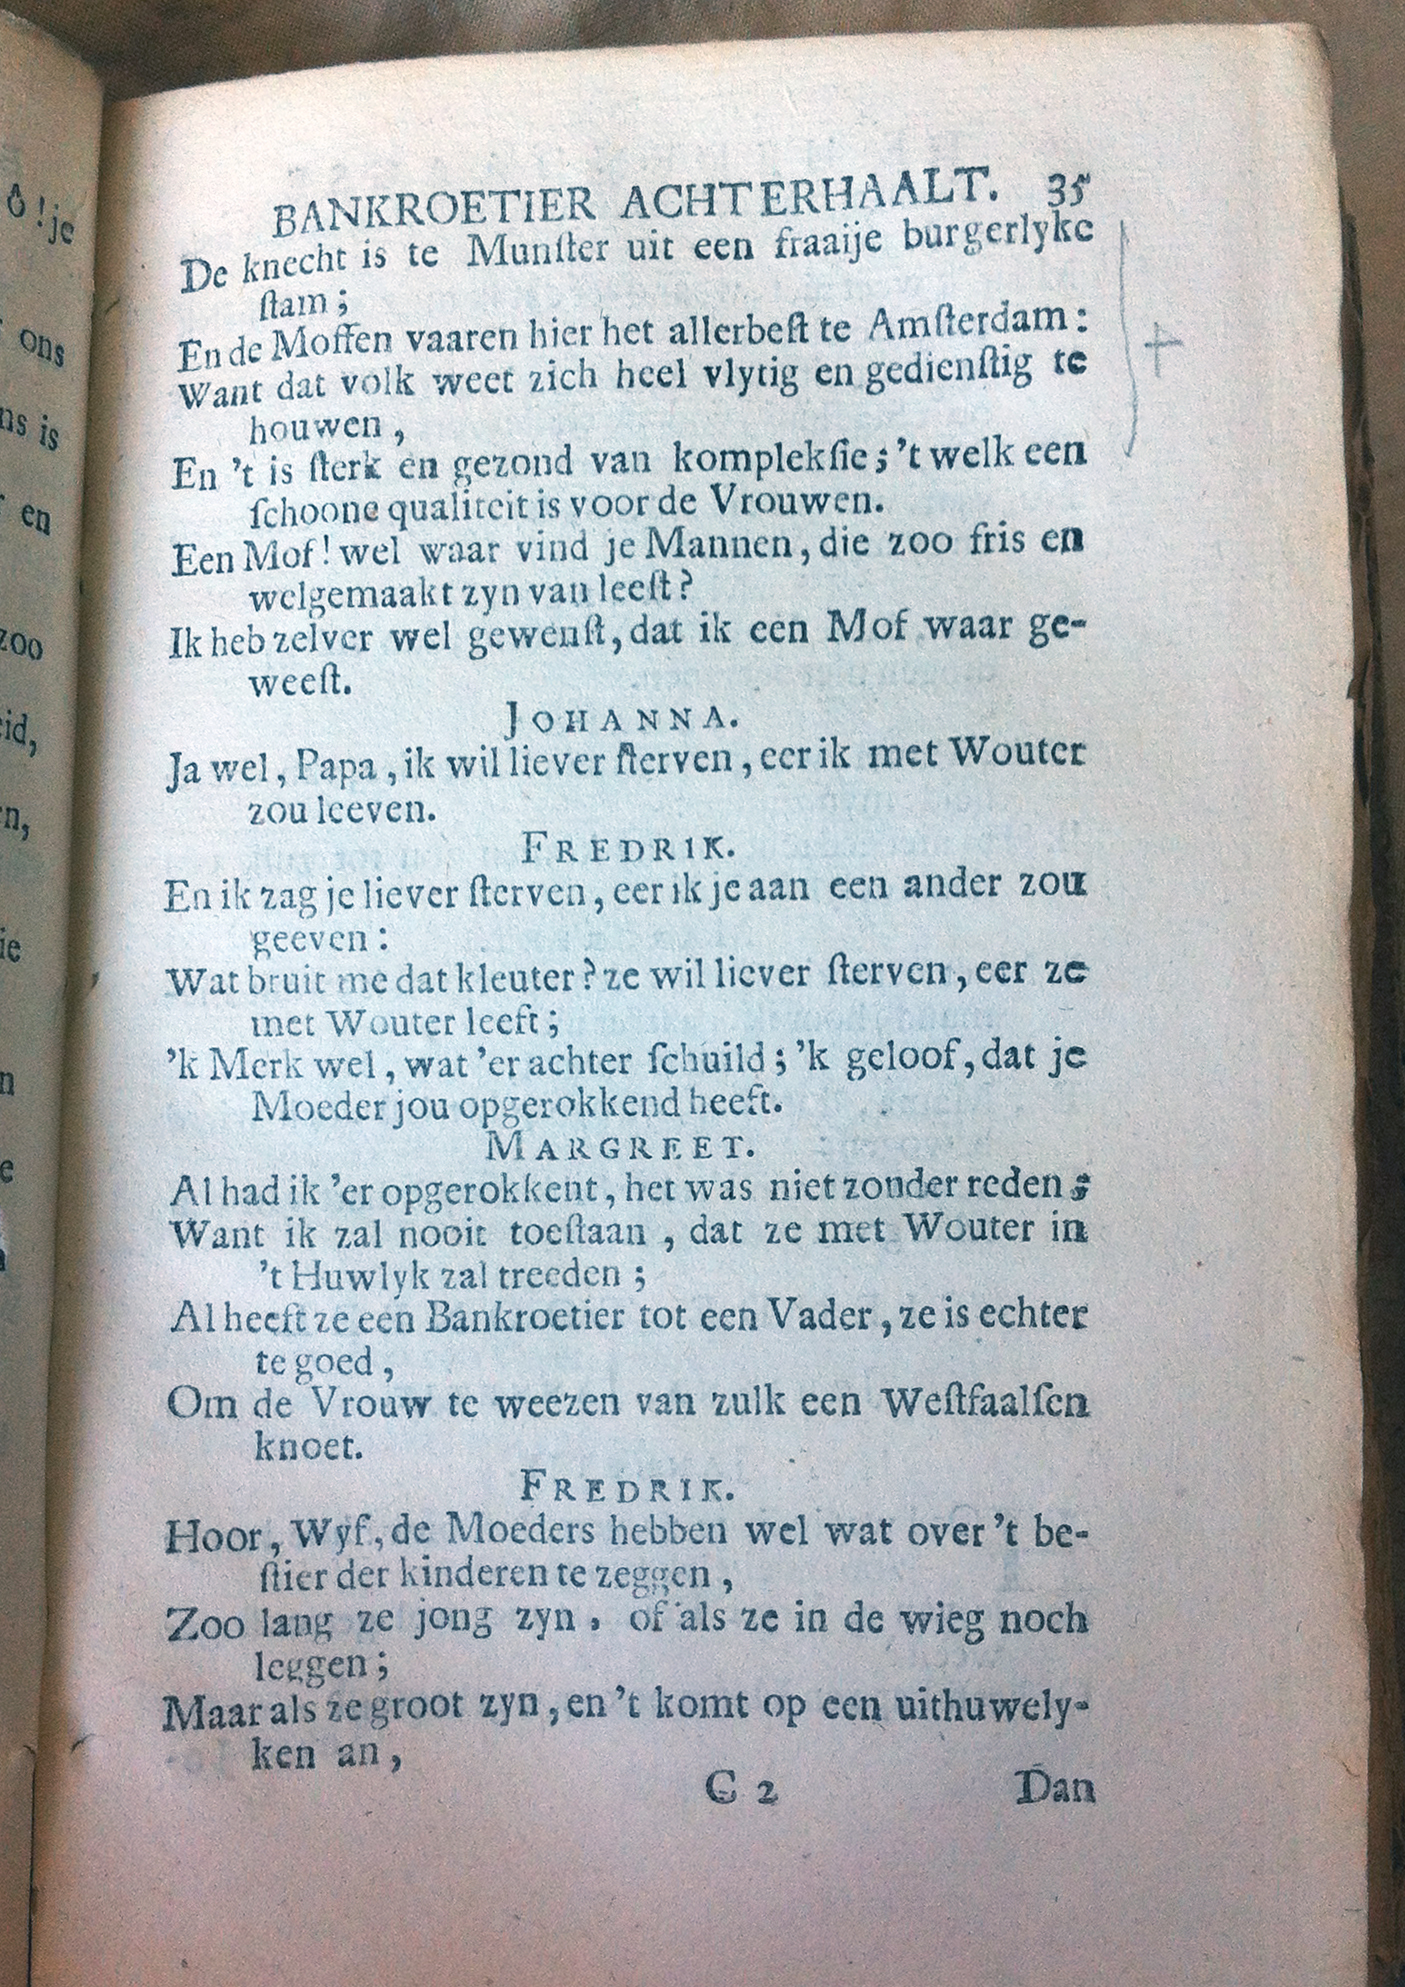 BANKROETIER ACHTERHAALT. 35
De knecht is te Munſter uit een fraaije burgerlyke
ſtam ;
En de Moffen vaaren hier het allerbeſt te Amſterdam :
Want dat volk weet zich heel vlytig en gedienſtig te
houwen ,
En 't is ſterk en gezond van komplekſie ; 't welk een
ſchoone qualiteit is voor de Vrouwen.
Een Mof! wel waar vind je Mannen, die zoo fris en
welgemaakt zyn van leeſt ?
Ik heb zelver wel gewenſt, dat ik een Mof waar ge-
weeſt.
JOHANNA.
Ja wel, Papa, ik wil liever ſterven, eer ik met Wouter
zou leeven.
FREDRIK.
En ik zag je liever ſterven, eer ik je aan een ander zou
geeven :
Wat bruit me dat kleuter ? ze wil liever ſterven, eer ze
met Wouter leeft ;
'k Merk wel, wat 'er achter ſchuild ; 'k geloof, dat je
Moeder jou opgerokkend heeft.
MARGREET.
Al had ik 'er opgerokkent, het was niet zonder reden ;
Want ik zal nooit toeſtaan , dat ze met Wouter in
't Huwlyk zal treeden ;
Al heeft ze een Bankroetier tot een Vader, ze is echter
te goed ,
Om de Vrouw te weezen van zulk een Weſtfaalſen
knoet.
FREDRIK.
Hoor, Wyf, de Moeders hebben wel wat over 't be-
ſtier der kinderen te zeggen ,
Zoo lang ze jong zyn , of als ze in de wieg noch
leggen ;
Maar als ze groot zyn, en 't komt op een uithuwely-
ken an ,
C 2 Dan
ô ! je
ons
ns is
en
zoo
eid,
n,
ie
n
e